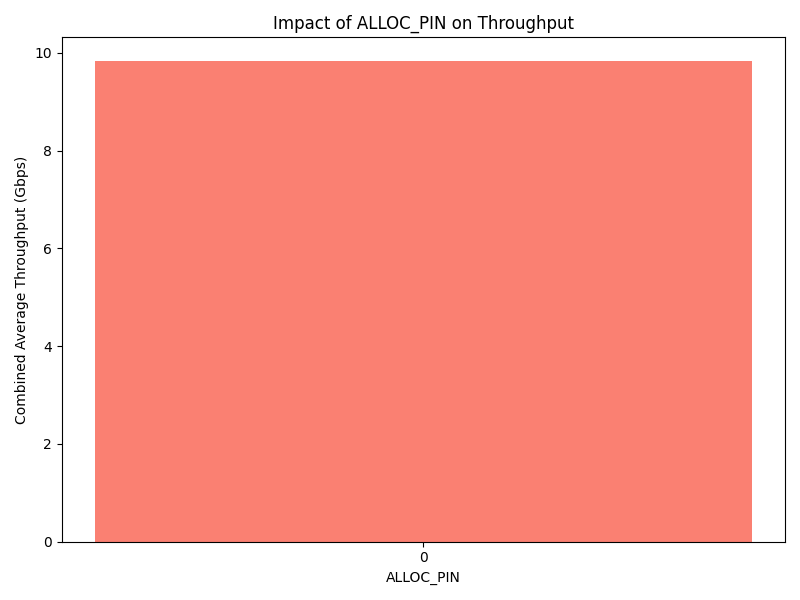 Impact of ALLOC_PIN on Throughput
Combined Average Throughput (Gbps)
10
8
6
4
2
0
0
ALLOC_PIN